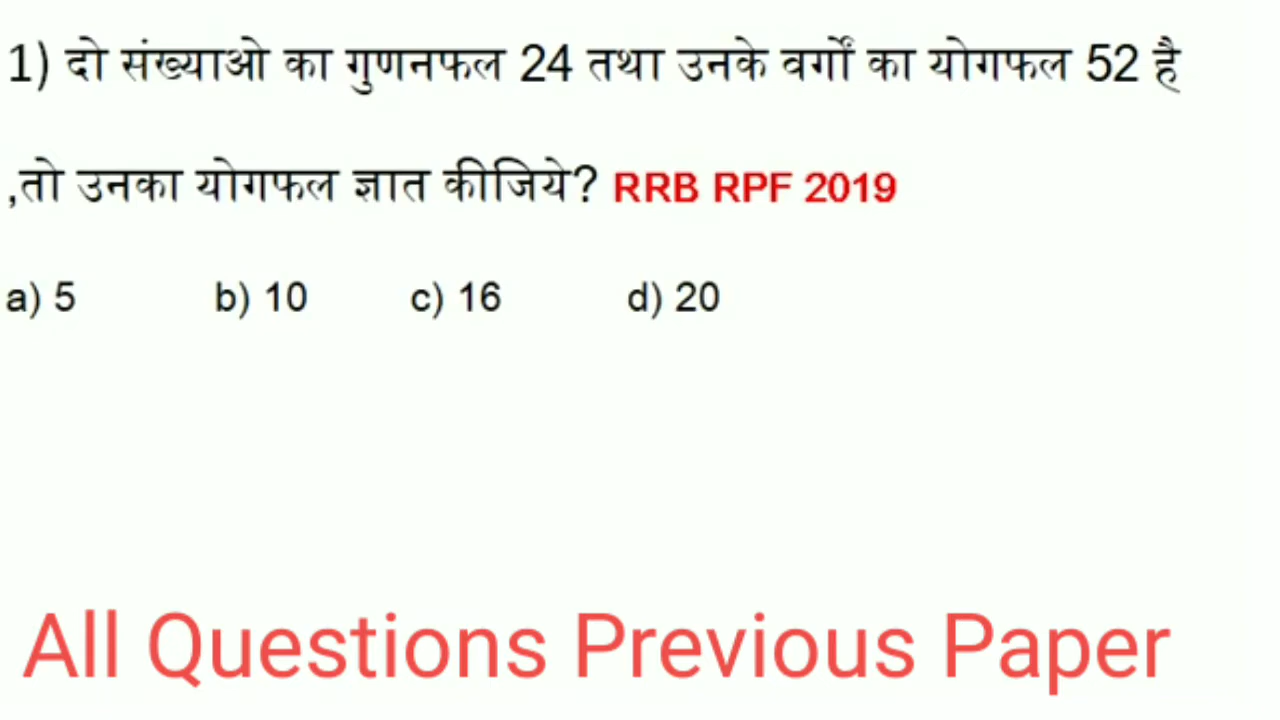 1) दो संख्याओ का गुणनफल 24 तथा उनके वर्गों का योगफल 52 है
,तो उनका योगफल ज्ञात कीजिये? RRB RPF 2019
a) 5 b) 10 c) 16 d) 20
All Questions Previous Paper